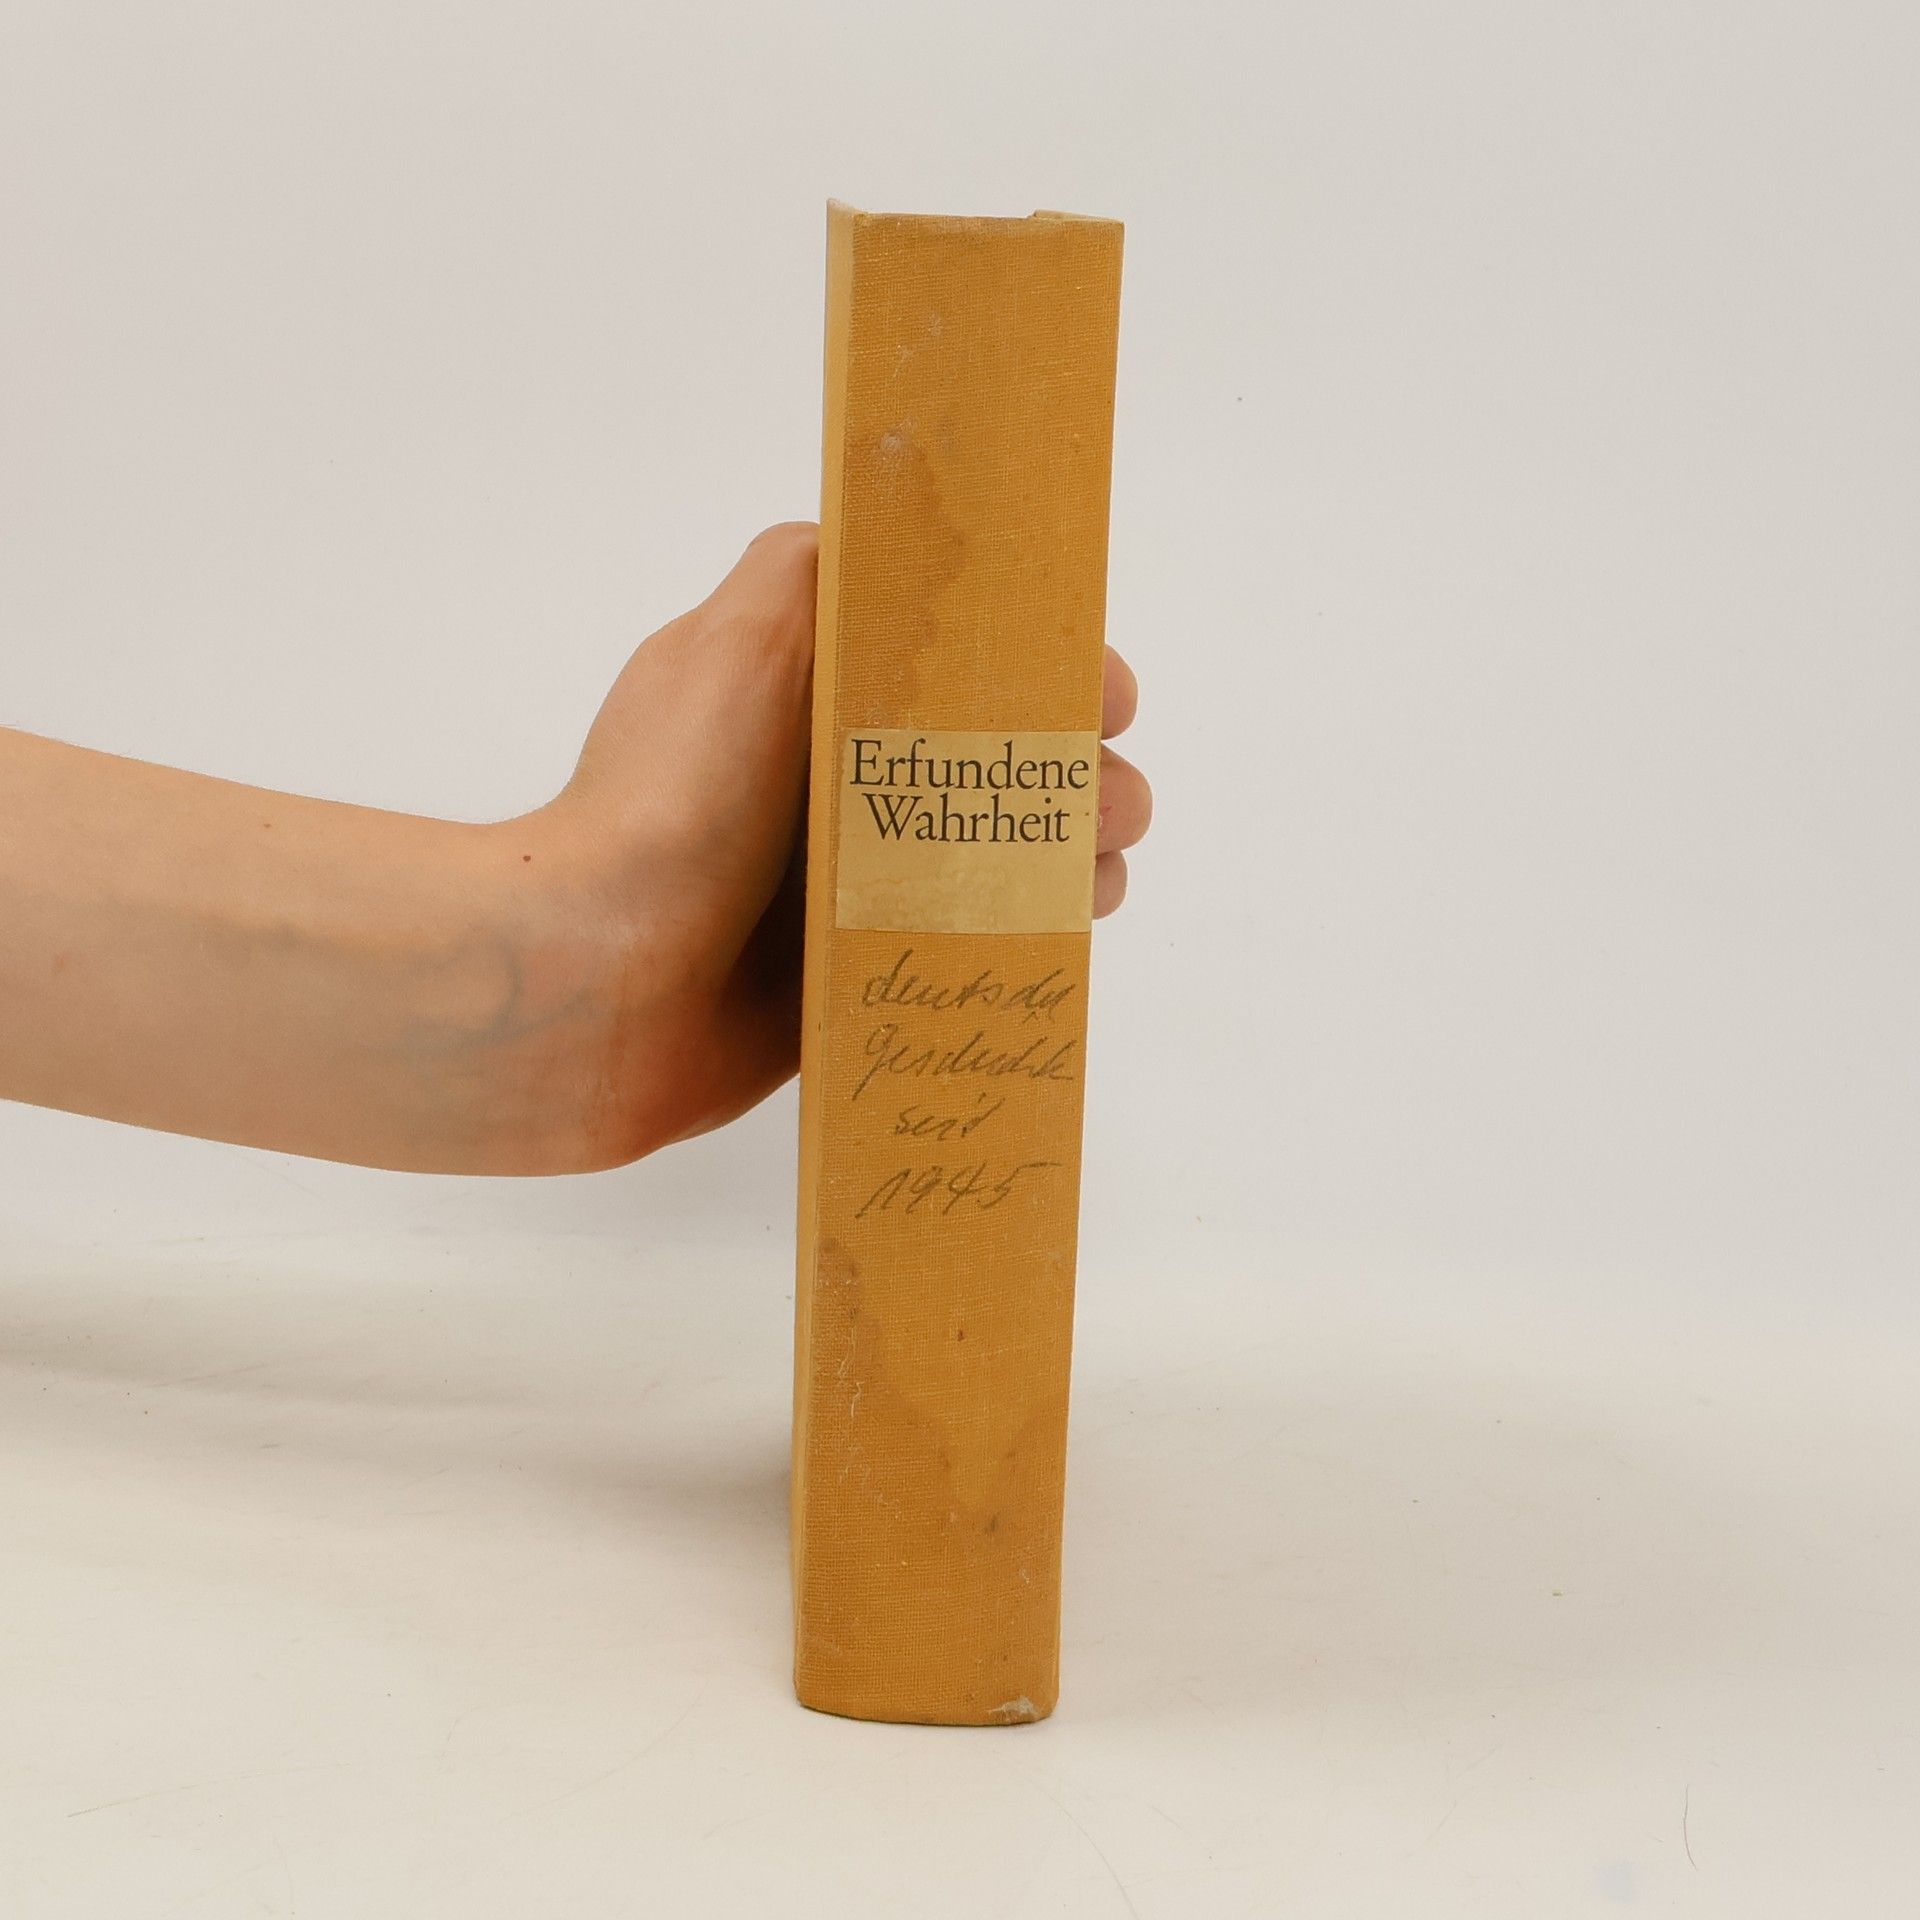 Erfundene
Wahrheit
deutsche
Geschichte
seit
1945